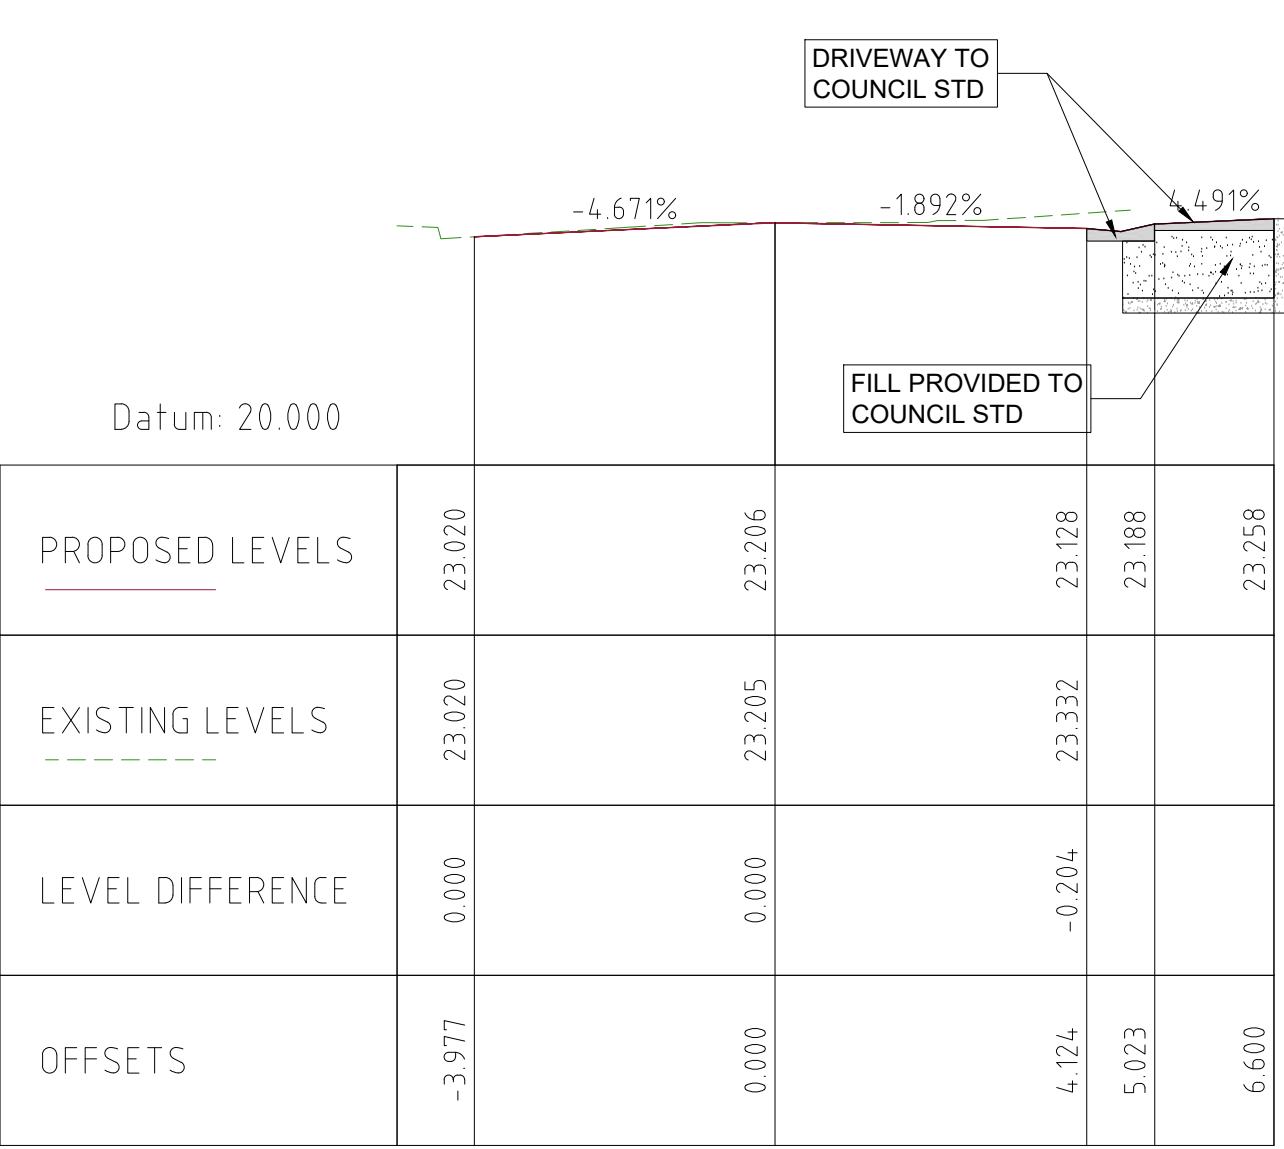 DRIVEWAY TO
COUNCIL STD
-4.671%
-1.892%
4.491%
FILL PROVIDED TO
COUNCIL STD
Datum: 20.000
PROPOSED LEVELS
23.020
23.206
23.128
23.188
23.258
EXISTING LEVELS
23.020
23.205
23.332
LEVEL DIFFERENCE
0.000
0.000
-0.204
OFFSETS
-3.977
0.000
4.124
5.023
6.600